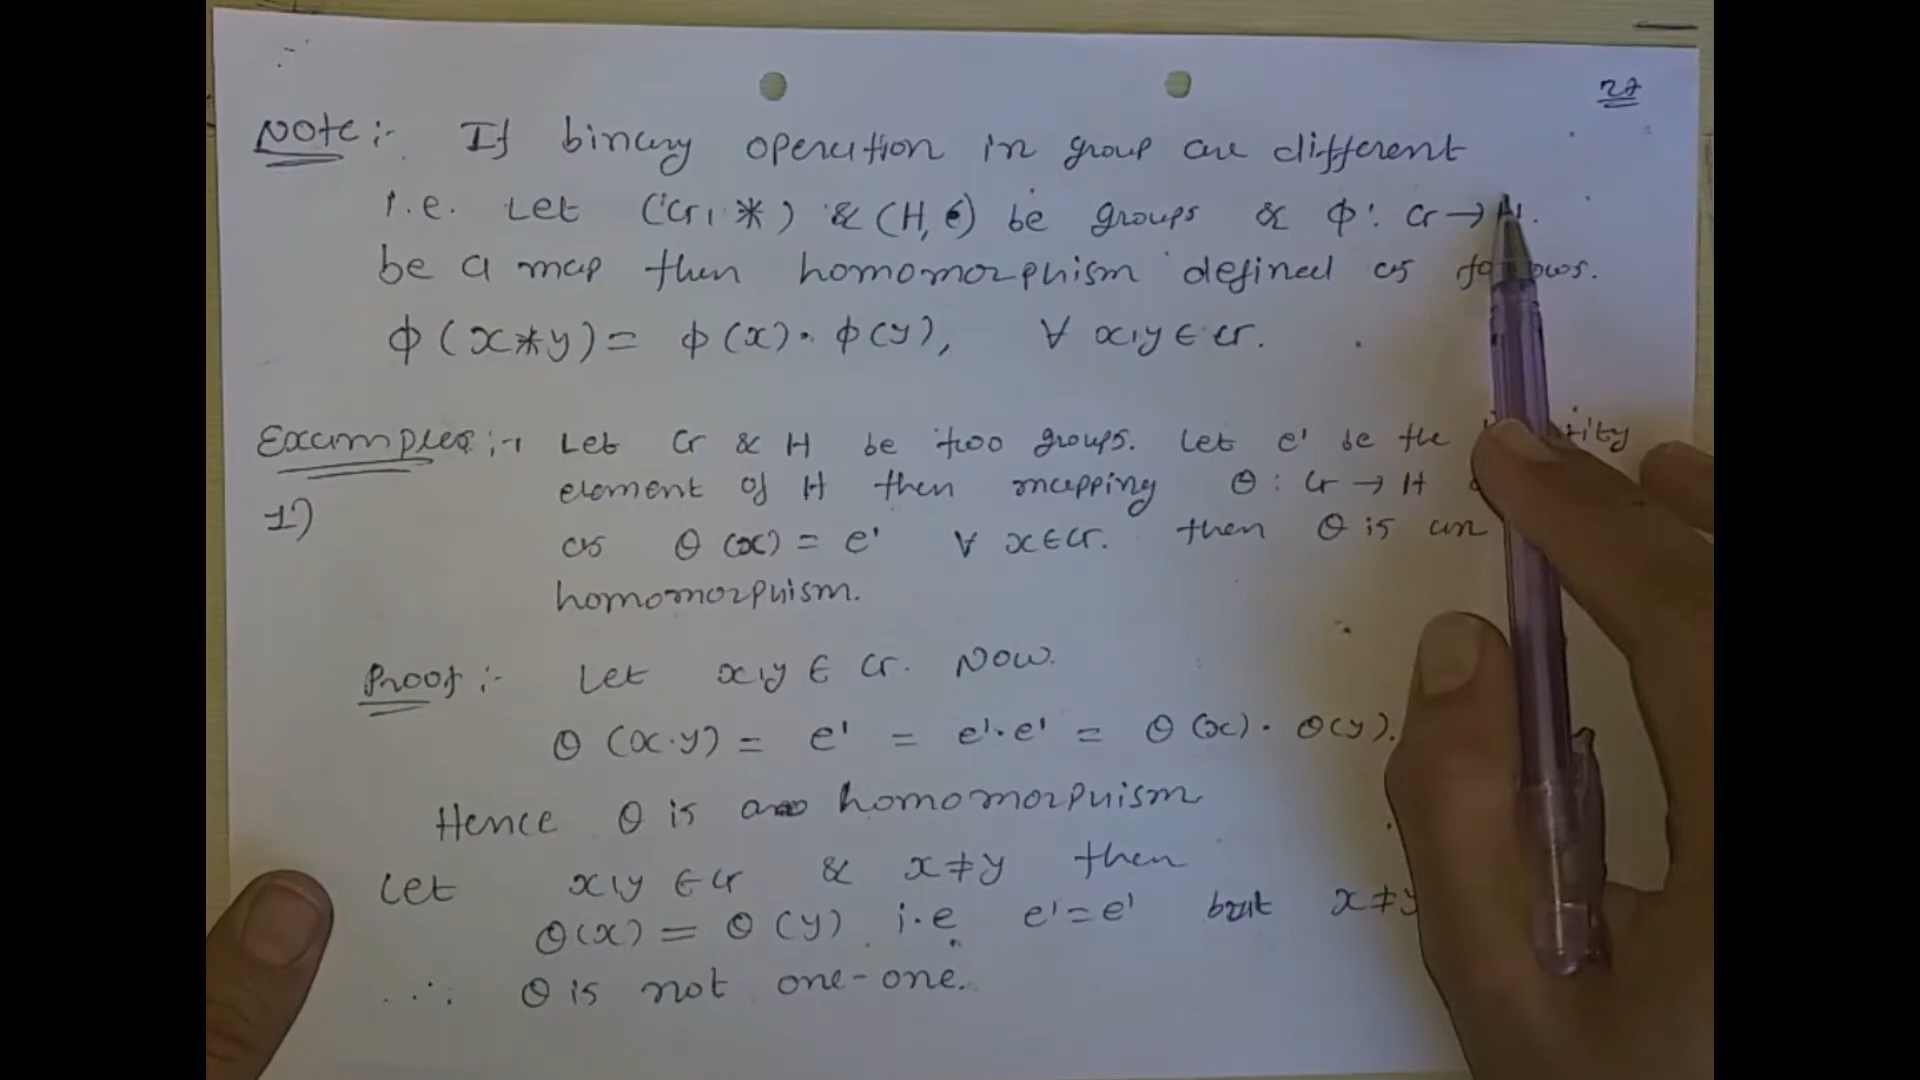 27
Note:- If binary operation in group are different
i.e. Let (G, *) & (H, •) be groups & φ: G → H.
be a map then homomorphism defined as follows.
φ(x*y) = φ(x)·φ(y), ∀ x,y ∈ G.
Examples:- Let G & H be two groups. Let e' be the identity
element of H then mapping θ: G → H
1)
as θ(x) = e' ∀ x∈G. then θ is an
homomorphism.
Proof:- Let x,y ∈ G. Now.
θ(x·y) = e' = e'·e' = θ(x)·θ(y).
Hence θ is a homomorphism
Let x,y ∈ G & x≠y then
θ(x) = θ(y) i.e e'=e' but x≠y
∴ θ is not one-one.